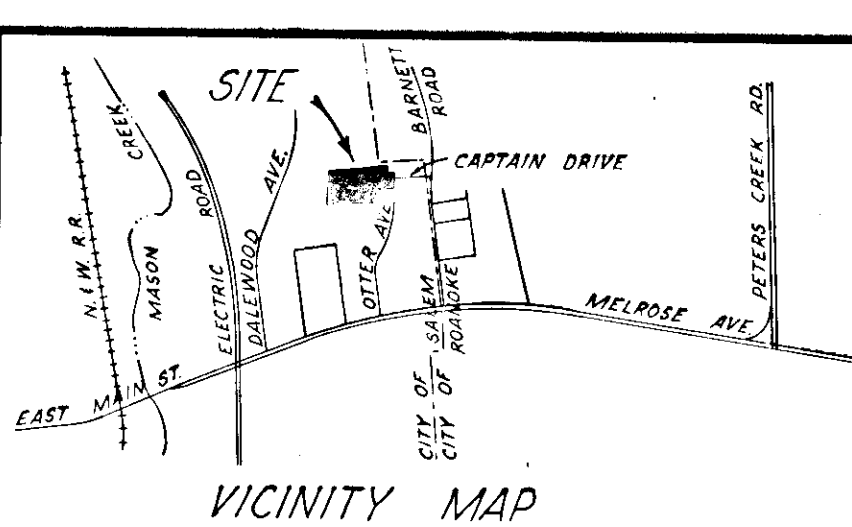 SITE
BARNETT
ROAD
CAPTAIN DRIVE
CREEK
ROAD
AVE.
PETERS CREEK RD.
N. & W. R.R.
MASON
ELECTRIC
DALEWOOD
OTTER AVE
SALEM
ROANOKE
MELROSE AVE.
EAST MAIN ST.
CITY OF
CITY OF
VICINITY MAP